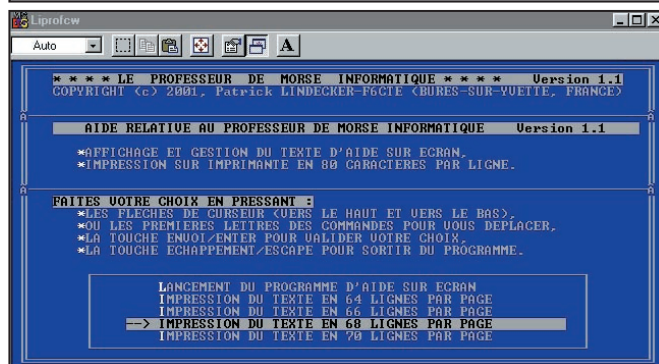 Liprofcw
Auto
* * * * LE PROFESSEUR DE MORSE INFORMATIQUE * * * * Version 1.1
COPYRIGHT (c) 2001, Patrick LINDECKER-F6CTE (BURES-SUR-YVETTE, FRANCE)
AIDE RELATIVE AU PROFESSEUR DE MORSE INFORMATIQUE Version 1.1
*AFFICHAGE ET GESTION DU TEXTE D'AIDE SUR ECRAN,
*IMPRESSION SUR IMPRIMANTE EN 80 CARACTERES PAR LIGNE.
FAITES VOTRE CHOIX EN PRESSANT :
*LES FLECHES DE CURSEUR (VERS LE HAUT ET VERS LE BAS),
*OU LES PREMIERES LETTRES DES COMMANDES POUR VOUS DEPLACER,
*LA TOUCHE ENVOI/ENTER POUR VALIDER VOTRE CHOIX,
*LA TOUCHE ECHAPPEMENT/ESCAPE POUR SORTIR DU PROGRAMME.
LANCEMENT DU PROGRAMME D'AIDE SUR ECRAN
IMPRESSION DU TEXTE EN 64 LIGNES PAR PAGE
IMPRESSION DU TEXTE EN 66 LIGNES PAR PAGE
--> IMPRESSION DU TEXTE EN 68 LIGNES PAR PAGE
IMPRESSION DU TEXTE EN 70 LIGNES PAR PAGE